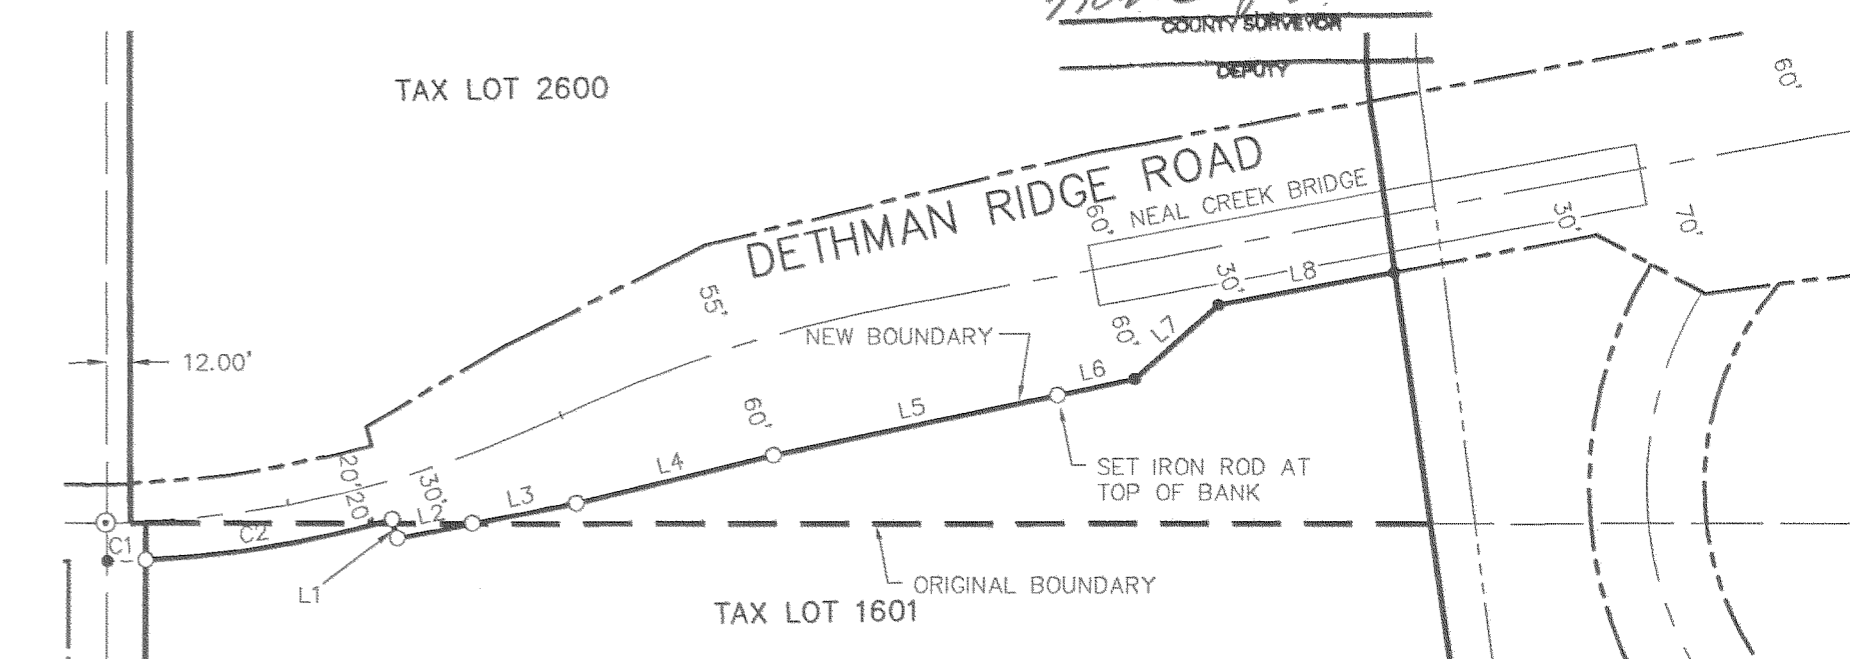 COUNTY SURVEYOR
DEPUTY
TAX LOT 2600
60'
DETHMAN RIDGE ROAD
NEAL CREEK BRIDGE
60'
30'
70'
55'
30'
L8
12.00'
NEW BOUNDARY
60'
L7
L6
60'
L5
L4
SET IRON ROD AT
TOP OF BANK
20'
20'
30'
L3
L2
C1
C2
L1
ORIGINAL BOUNDARY
TAX LOT 1601